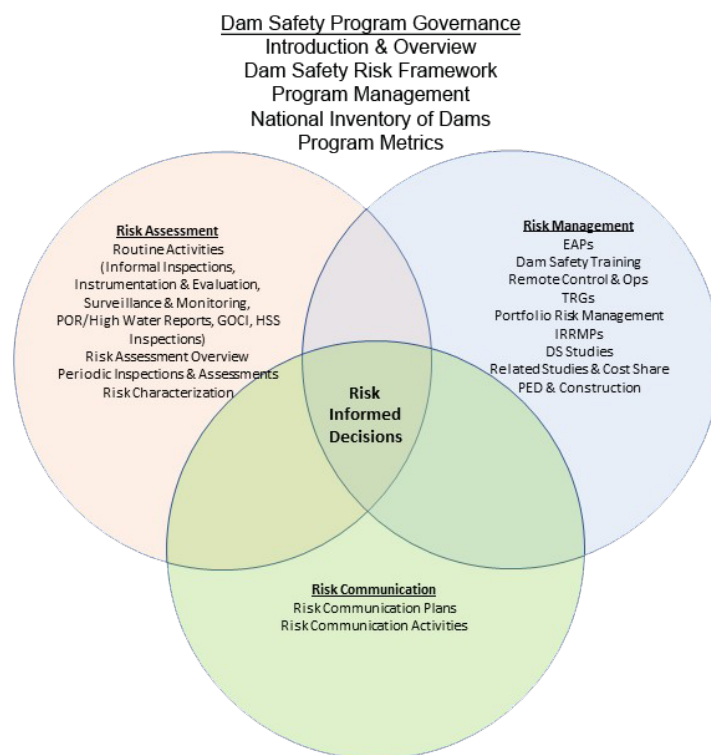 Dam Safety Program Governance
Introduction & Overview
Dam Safety Risk Framework
Program Management
National Inventory of Dams
Program Metrics
Risk Assessment
Routine Activities
(Informal Inspections,
Instrumentation & Evaluation,
Surveillance & Monitoring,
POR/High Water Reports, GOCI, HSS
Inspections)
Risk Assessment Overview
Periodic Inspections & Assessments
Risk Characterization
Risk Management
EAPs
Dam Safety Training
Remote Control & Ops
TRGs
Portfolio Risk Management
IRRMPs
DS Studies
Related Studies & Cost Share
PED & Construction
Risk
Informed
Decisions
Risk Communication
Risk Communication Plans
Risk Communication Activities